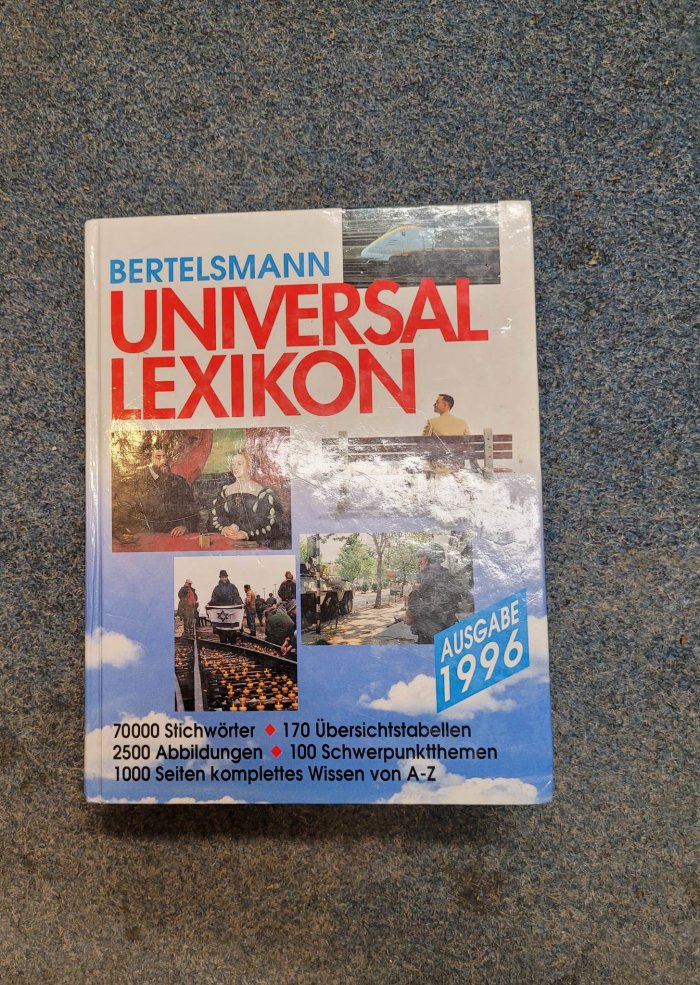 BERTELSMANN
UNIVERSAL
LEXIKON
AUSGABE
1996
70000 Stichwörter ♦ 170 Übersichtstabellen
2500 Abbildungen ♦ 100 Schwerpunktthemen
1000 Seiten komplettes Wissen von A-Z